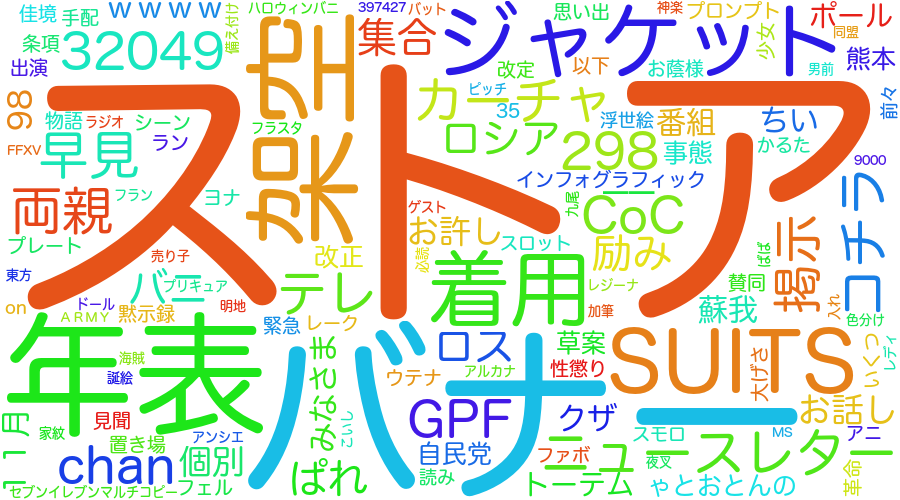 佳境
手配
ｗｗｗｗ
備え付け
ハロウィンバニ
397427
バット
ジャケット
思い出
神楽
プロンプト
ポール
同盟
条項
32049
架空
集合
少女
熊本
出演
改定
以下
お陰様
男前
98
ストア
カーチャ
ピッチ
35
前々
物語
ラジオ
シーン
フラスタ
ロシア
浮世絵
番組
ちい
FFXV
早見
ラン
298
事態
かるた
9000
両親
フラン
ヨナ
インフォグラフィック
コチラ
ゲスト
九尾
CoC
プレート
お許し
スロット
励み
ぱぱ
掲示
売り子
改正
必読
東方
バニ
プリキュア
テレ
着用
レジーナ
賛同
on
ドール
明地
加筆
蘇我
入れ
ARMY
黙示録
緊急
レーク
色分け
年表
海賊
バナー
ロス
草案
SUITS
いくつ
レディ
誕絵
みなさま
ウテナ
アルカナ
性懲り
大げさ
11月
見聞
こいし
GPF
クザ
お話し
家紋
置き場
アンシエ
自民党
ニュースレター
スモロ
MS
アニ
chan
個別
ぱれ
読み
ファボ
夜叉
革命
セブンイレブンマルチコピー
フェル
トーテム
ゃとおとんの